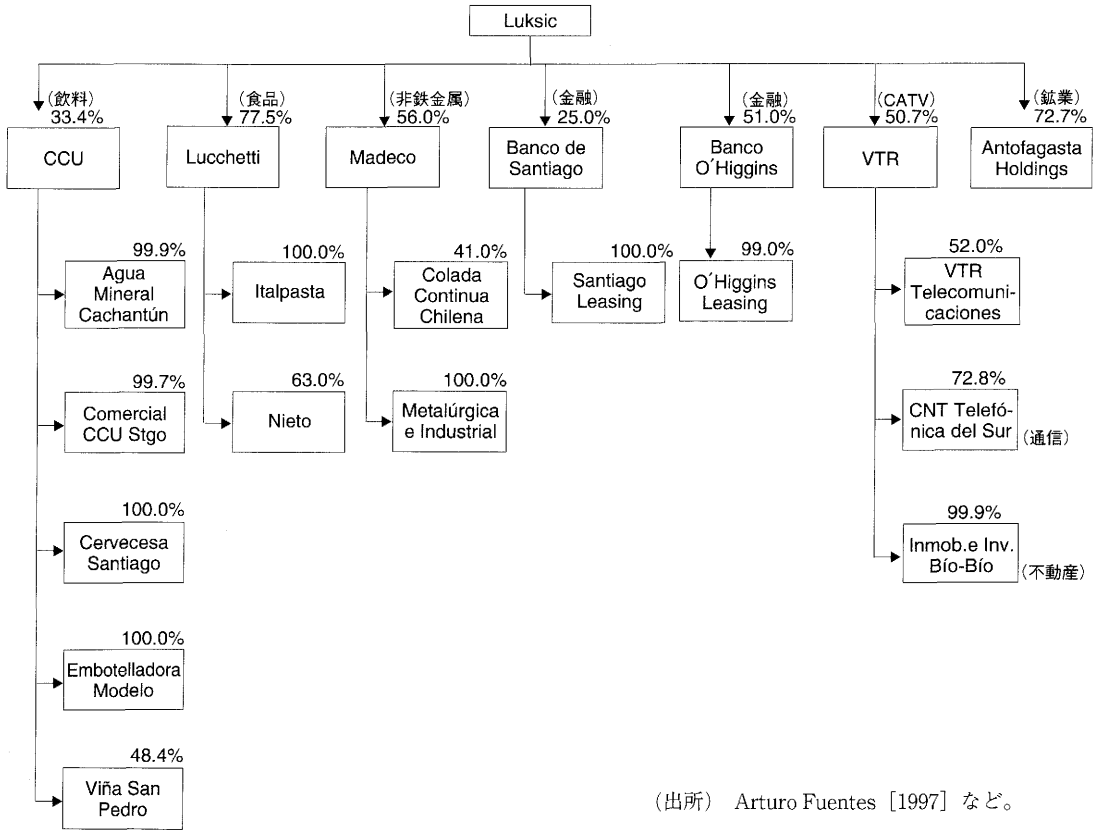 Luksic
(飲料)
33.4%
CCU
(食品)
77.5%
Lucchetti
(非鉄金属)
56.0%
Madeco
(金融)
25.0%
Banco de
Santiago
(金融)
51.0%
Banco
O´Higgins
(CATV)
50.7%
VTR
(鉱業)
72.7%
Antofagasta
Holdings
99.9%
Agua
Mineral
Cachantún
100.0%
Italpasta
41.0%
Colada
Continua
Chilena
100.0%
Santiago
Leasing
99.0%
O´Higgins
Leasing
52.0%
VTR
Telecomuni-
caciones
99.7%
Comercial
CCU Stgo
63.0%
Nieto
100.0%
Metalúrgica
e Industrial
72.8%
CNT Telefó-
nica del Sur
(通信)
100.0%
Cervecesa
Santiago
99.9%
Inmob.e Inv.
Bío-Bío
(不動産)
100.0%
Embotelladora
Modelo
48.4%
Viña San
Pedro
(出所) Arturo Fuentes [1997] など。